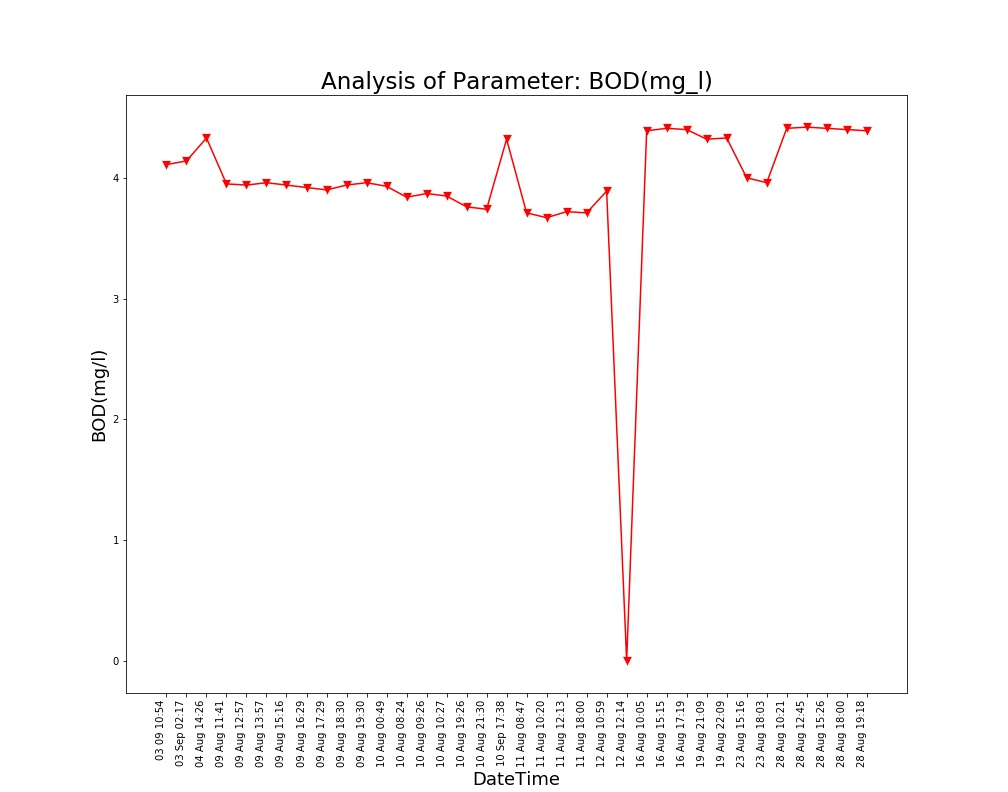 Analysis of Parameter: BOD(mg_l)
BOD(mg/l)
4
3
2
1
0
03 09 10:54
03 Sep 02:17
04 Aug 14:26
09 Aug 11:41
09 Aug 12:57
09 Aug 13:57
09 Aug 15:16
09 Aug 16:29
09 Aug 17:29
09 Aug 18:30
09 Aug 19:30
10 Aug 00:49
10 Aug 08:24
10 Aug 09:26
10 Aug 10:27
10 Aug 19:26
10 Aug 21:30
10 Sep 17:38
11 Aug 08:47
11 Aug 10:20
11 Aug 12:13
11 Aug 18:00
12 Aug 10:59
12 Aug 12:14
16 Aug 10:05
16 Aug 15:15
16 Aug 17:19
19 Aug 21:09
19 Aug 22:09
23 Aug 15:16
23 Aug 18:03
28 Aug 10:21
28 Aug 12:45
28 Aug 15:26
28 Aug 18:00
28 Aug 19:18
DateTime